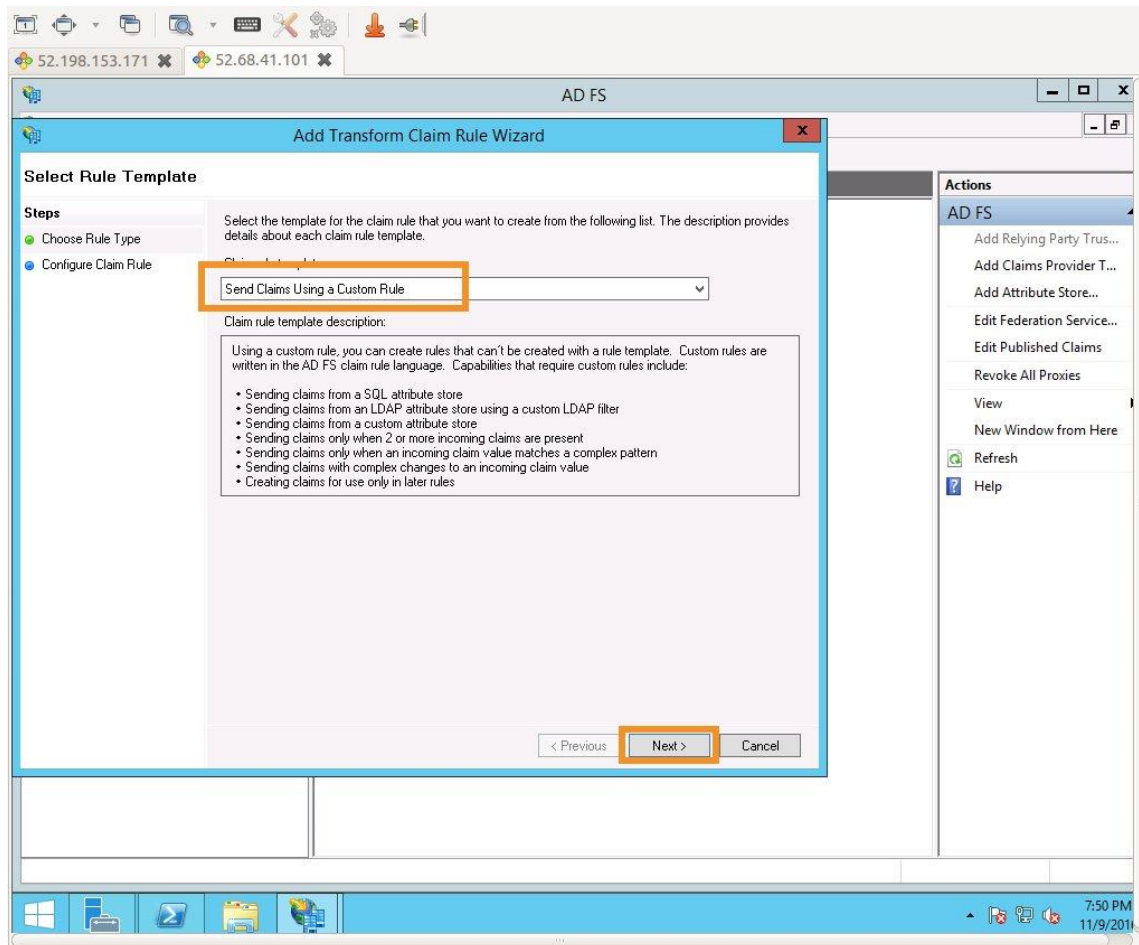 52.198.153.171
52.68.41.101
AD FS
Add Transform Claim Rule Wizard
Select Rule Template
Steps
Choose Rule Type
Configure Claim Rule
Select the template for the claim rule that you want to create from the following list. The description provides
details about each claim rule template.
Send Claims Using a Custom Rule
Claim rule template description:
Using a custom rule, you can create rules that can't be created with a rule template. Custom rules are
written in the AD FS claim rule language. Capabilities that require custom rules include:
• Sending claims from a SQL attribute store
• Sending claims from an LDAP attribute store using a custom LDAP filter
• Sending claims from a custom attribute store
• Sending claims only when 2 or more incoming claims are present
• Sending claims only when an incoming claim value matches a complex pattern
• Sending claims with complex changes to an incoming claim value
• Creating claims for use only in later rules
< Previous
Next >
Cancel
Actions
AD FS
Add Relying Party Trus...
Add Claims Provider T...
Add Attribute Store...
Edit Federation Service...
Edit Published Claims
Revoke All Proxies
View
New Window from Here
Refresh
Help
7:50 PM